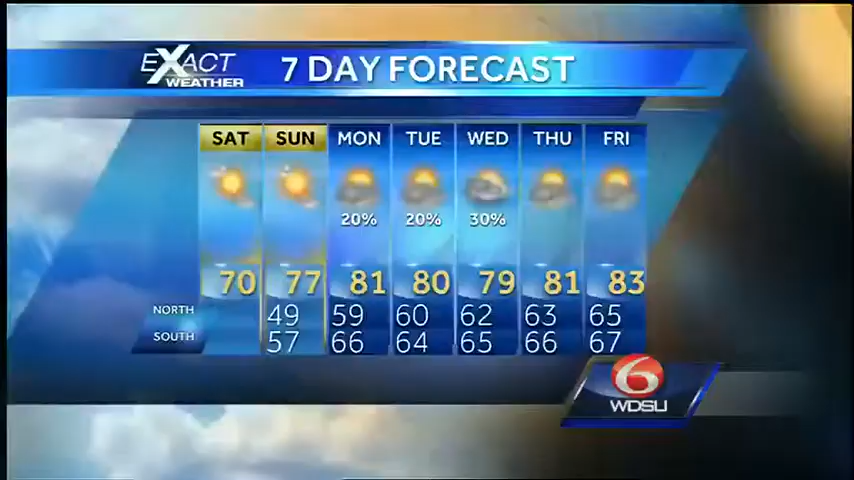 EXACT
WEATHER
7 DAY FORECAST
SAT SUN MON TUE WED THU FRI
20% 20% 30%
70 77 81 80 79 81 83
NORTH 49 59 60 62 63 65
SOUTH 57 66 64 65 66 67
6
WDSU